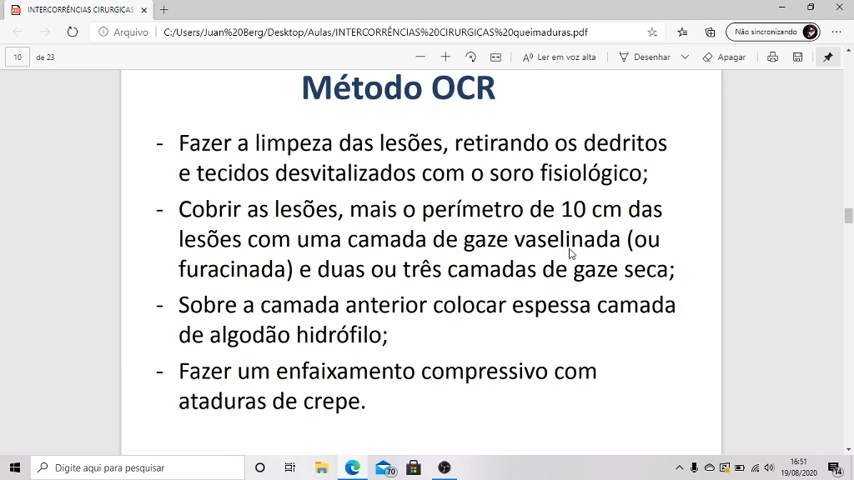 INTERCORRÊNCIAS CIRURGICAS
Arquivo
C:/Users/Juan%20Berg/Desktop/Aulas/INTERCORRÊNCIAS%20CIRURGICAS%20queimaduras.pdf
Não sincronizando
10
de 23
Ler em voz alta
Desenhar
Apagar
Método OCR
- Fazer a limpeza das lesões, retirando os dedritos
e tecidos desvitalizados com o soro fisiológico;
- Cobrir as lesões, mais o perímetro de 10 cm das
lesões com uma camada de gaze vaselinada (ou
furacinada) e duas ou três camadas de gaze seca;
- Sobre a camada anterior colocar espessa camada
de algodão hidrófilo;
- Fazer um enfaixamento compressivo com
ataduras de crepe.
Digite aqui para pesquisar
70
16:51
19/08/2020
14